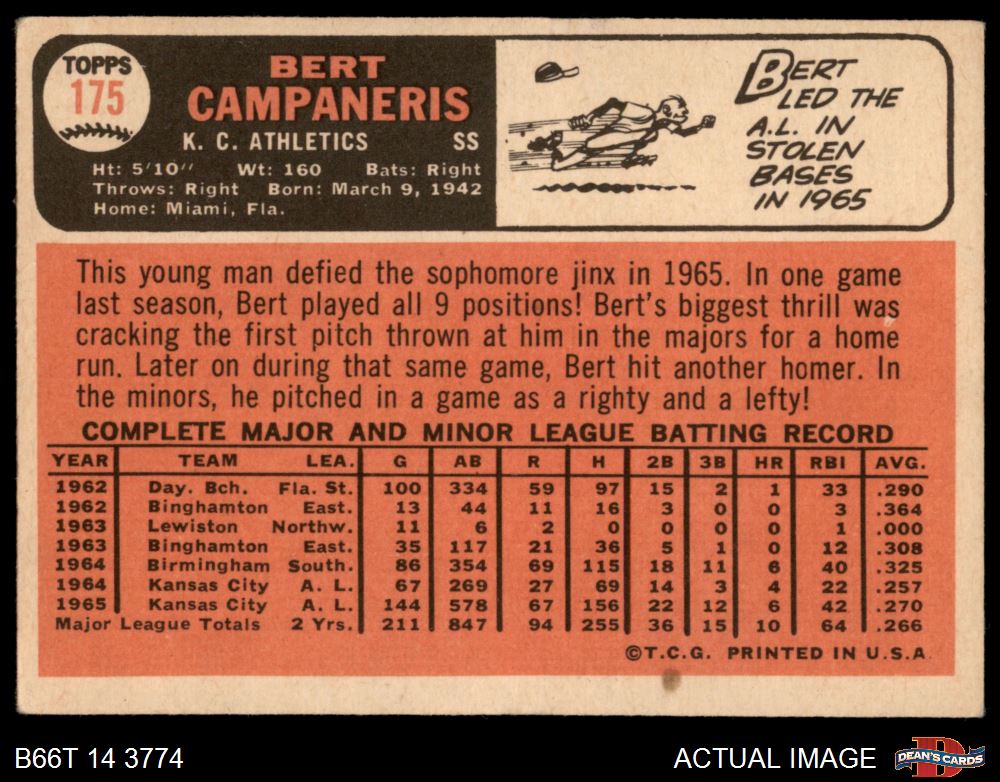 TOPPS
175
BERT
CAMPANERIS
K. C. ATHLETICS SS
Ht: 5'10" Wt: 160 Bats: Right
Throws: Right Born: March 9, 1942
Home: Miami, Fla.
BERT
LED THE
A.L. IN
STOLEN
BASES
IN 1965
This young man defied the sophomore jinx in 1965. In one game
last season, Bert played all 9 positions! Bert's biggest thrill was
cracking the first pitch thrown at him in the majors for a home
run. Later on during that same game, Bert hit another homer. In
the minors, he pitched in a game as a righty and a lefty!
COMPLETE MAJOR AND MINOR LEAGUE BATTING RECORD
YEAR TEAM LEA. G AB R H 2B 3B HR RBI AVG.
1962 Day. Bch. Fla. St. 100 334 59 97 15 2 1 33 .290
1962 Binghamton East. 13 44 11 16 3 0 0 3 .364
1963 Lewiston Northw. 11 6 2 0 0 0 0 1 .000
1963 Binghamton East. 35 117 21 36 5 1 0 12 .308
1964 Birmingham South. 86 354 69 115 18 11 6 40 .325
1964 Kansas City A. L. 67 269 27 69 14 3 4 22 .257
1965 Kansas City A. L. 144 578 67 156 22 12 6 42 .270
Major League Totals 2 Yrs. 211 847 94 255 36 15 10 64 .266
©T.C.G. PRINTED IN U.S.A.
B66T 14 3774 ACTUAL IMAGE
D
DEAN'S CARDS